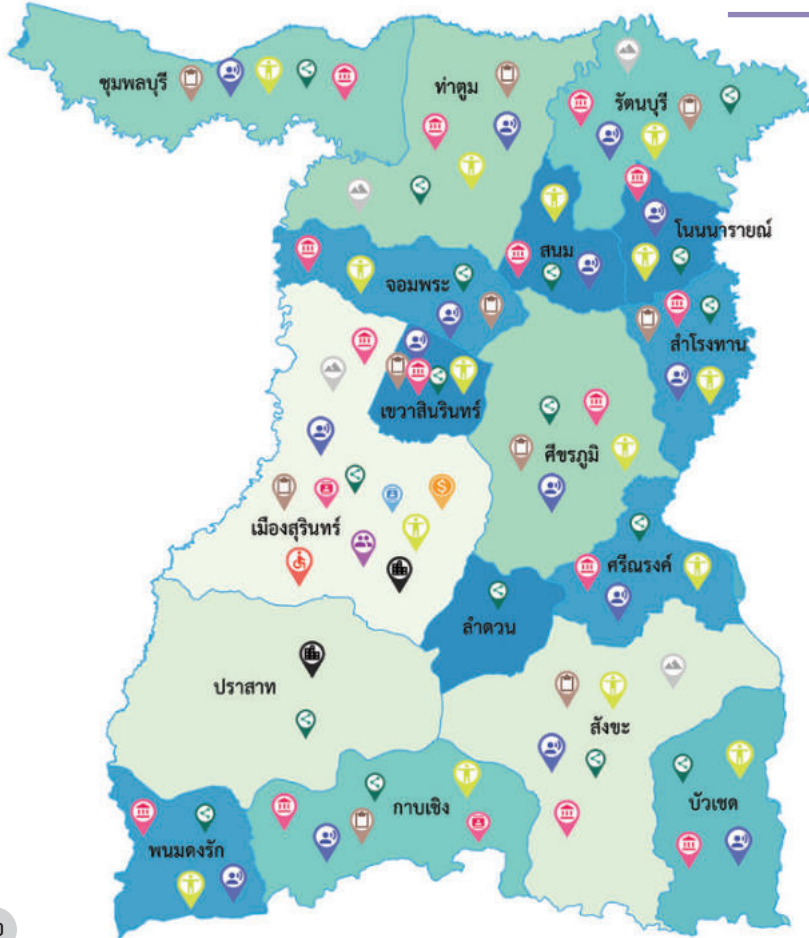 ชุมพลบุรี
ท่าตูม
รัตนบุรี
โนนนารายณ์
สนม
จอมพระ
สำโรงทาบ
เขวาสินรินทร์
ศีขรภูมิ
เมืองสุรินทร์
ศรีณรงค์
ลำดวน
ปราสาท
สังขะ
บัวเชด
กาบเชิง
พนมดงรัก